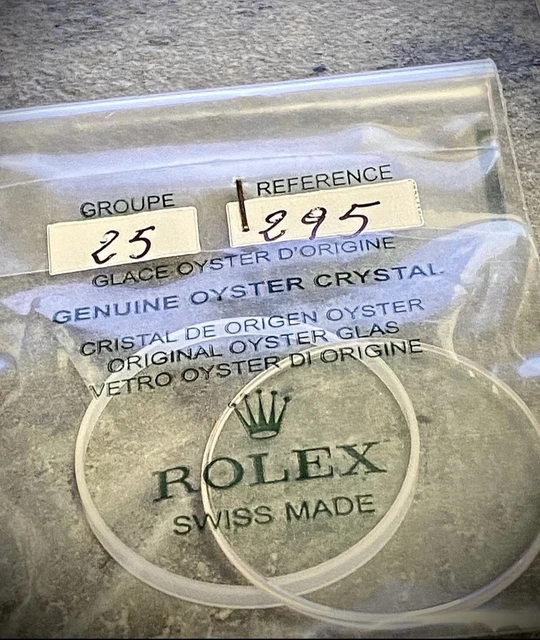 GROUPE REFERENCE
25 295
GLACE OYSTER D'ORIGINE
GENUINE OYSTER CRYSTAL
CRISTAL DE ORIGEN OYSTER
ORIGINAL OYSTER GLAS
VETRO OYSTER DI ORIGINE
ROLEX
SWISS MADE